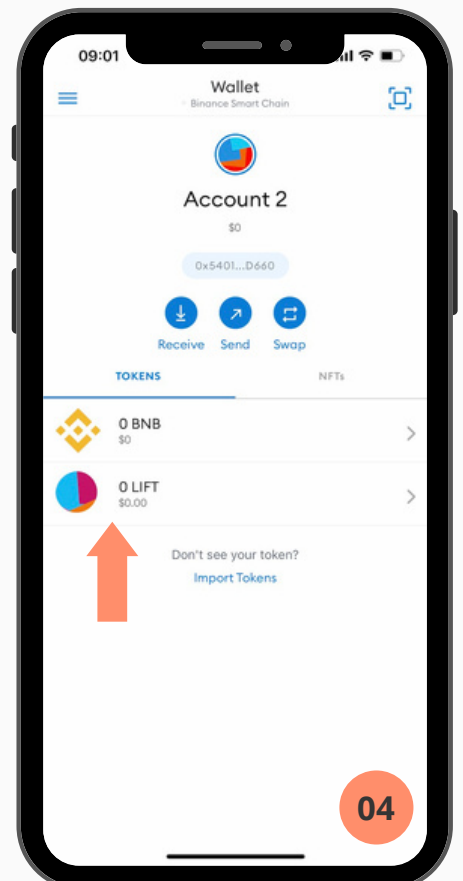 09:01
Wallet
Binance Smart Chain
Account 2
$0
0x5401...D660
Receive Send Swap
TOKENS NFTs
0 BNB
$0
0 LIFT
$0.00
Don't see your token?
Import Tokens
04